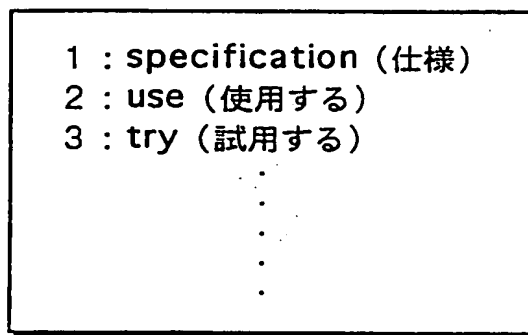 1 : specification (仕様)
2 : use (使用する)
3 : try (試用する)